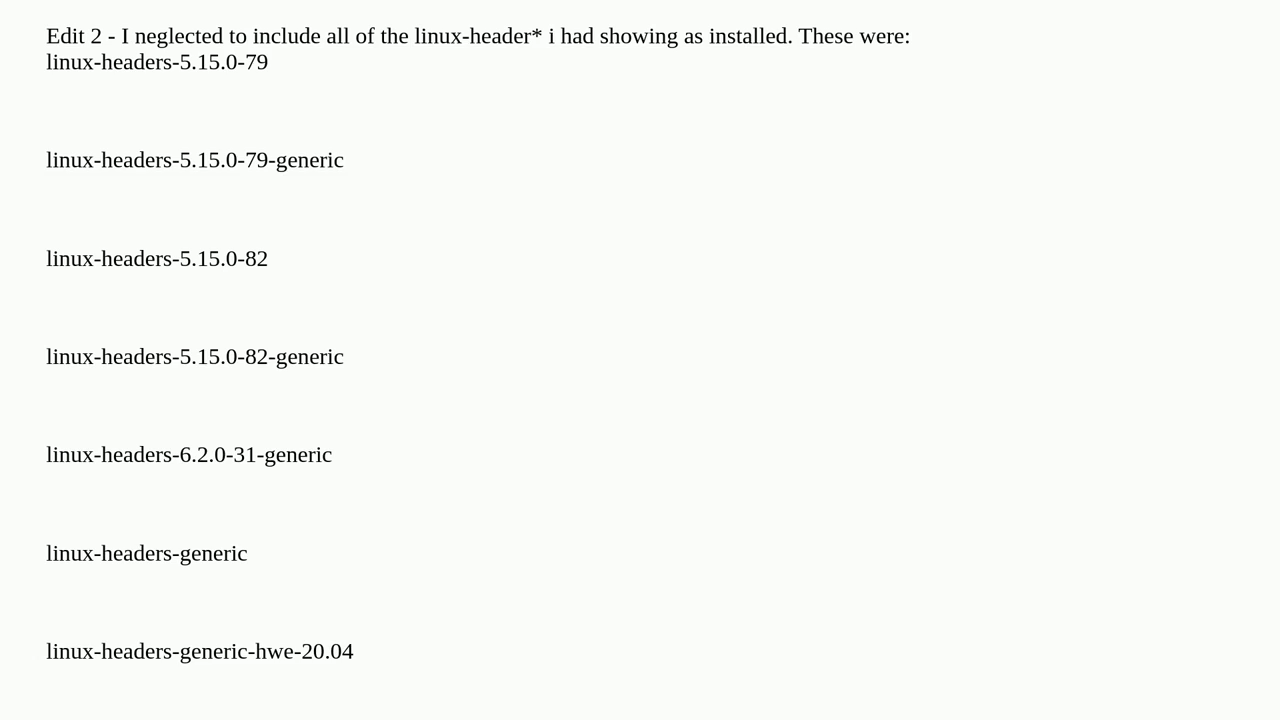 Edit 2 - I neglected to include all of the linux-header* i had showing as installed. These were:
linux-headers-5.15.0-79
linux-headers-5.15.0-79-generic
linux-headers-5.15.0-82
linux-headers-5.15.0-82-generic
linux-headers-6.2.0-31-generic
linux-headers-generic
linux-headers-generic-hwe-20.04